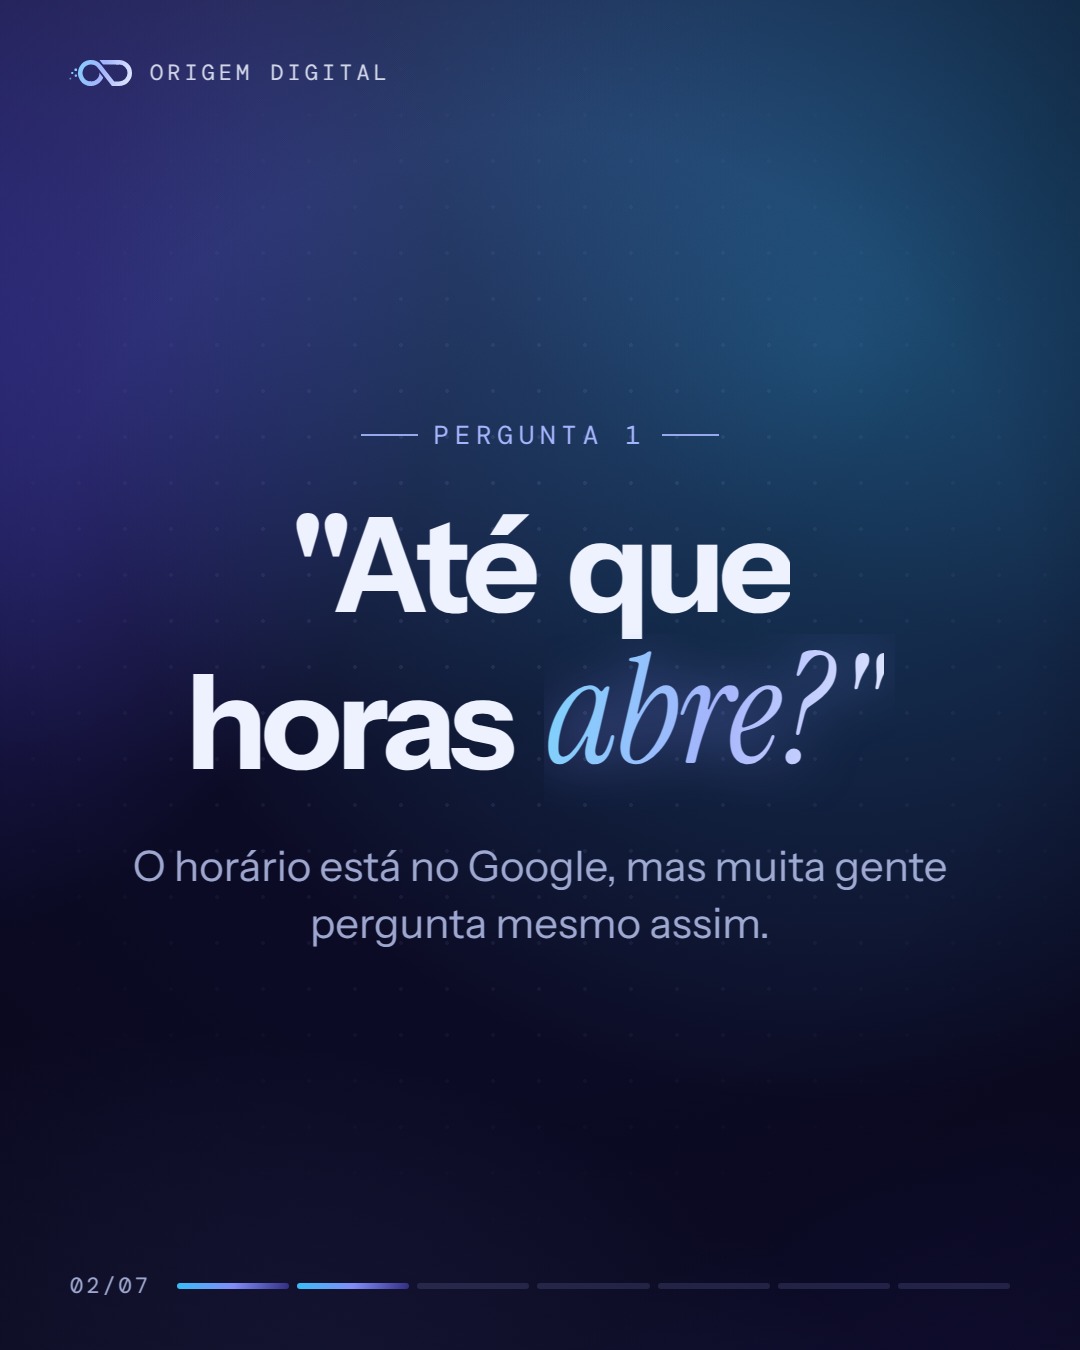 ORIGEM DIGITAL
PERGUNTA 1
"Até que
horas abre?"
O horário está no Google, mas muita gente
pergunta mesmo assim.
02/07